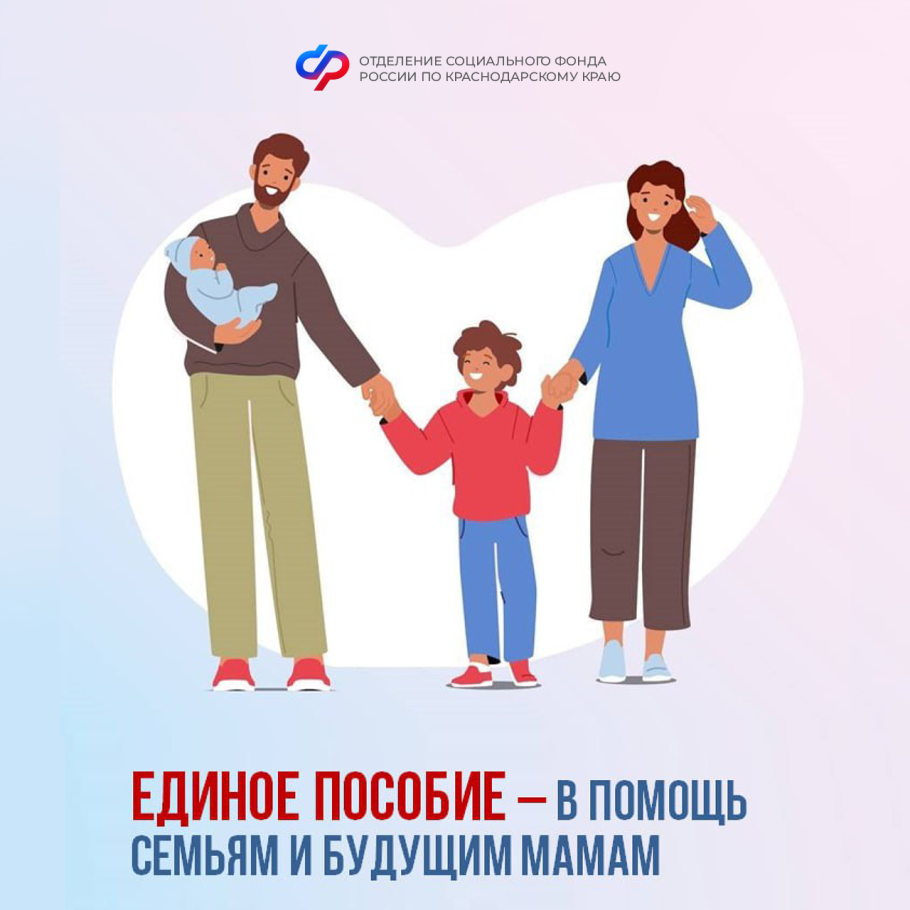 ОТДЕЛЕНИЕ СОЦИАЛЬНОГО ФОНДА
РОССИИ ПО КРАСНОДАРСКОМУ КРАЮ
ЕДИНОЕ ПОСОБИЕ – В ПОМОЩЬ
СЕМЬЯМ И БУДУЩИМ МАМАМ